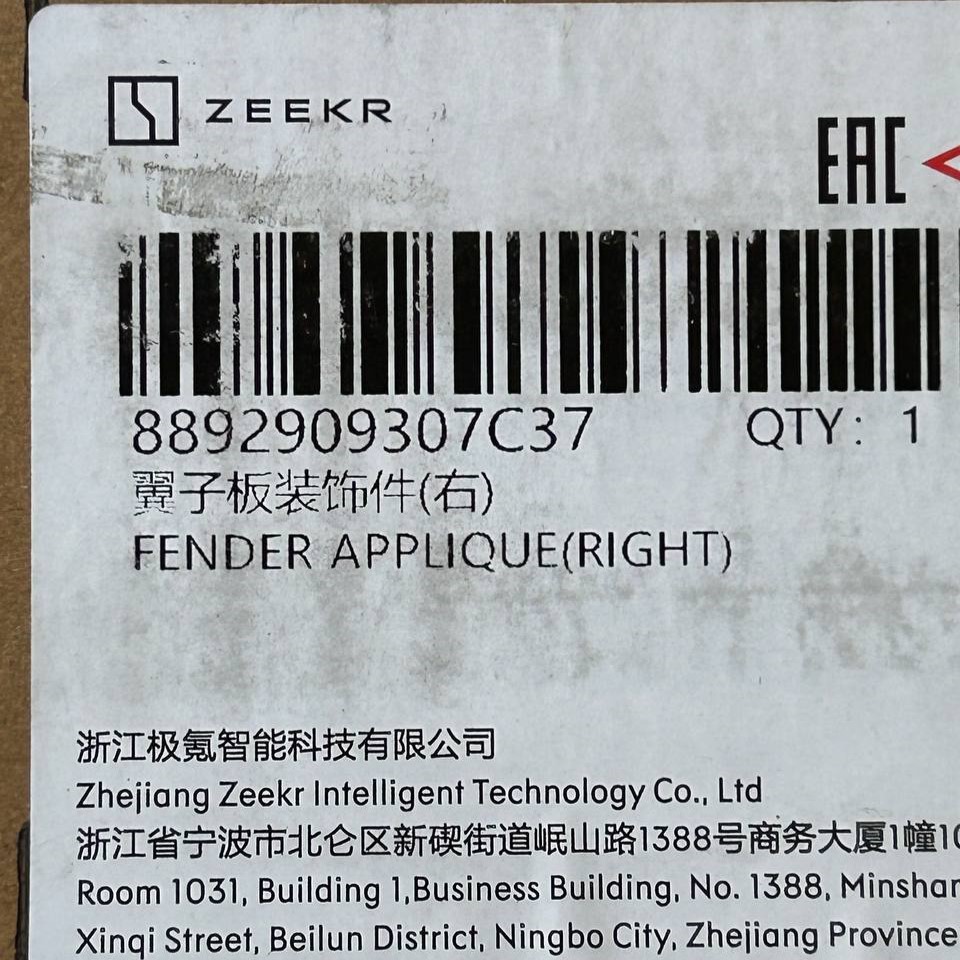 ZEEKR
EAC
8892909307C37 QTY: 1
翼子板装饰件(右)
FENDER APPLIQUE(RIGHT)
浙江极氪智能科技有限公司
Zhejiang Zeekr Intelligent Technology Co., Ltd
浙江省宁波市北仑区新碶街道岷山路1388号商务大厦1幢10
Room 1031, Building 1,Business Building, No. 1388, Minshan
Xinqi Street, Beilun District, Ningbo City, Zhejiang Province